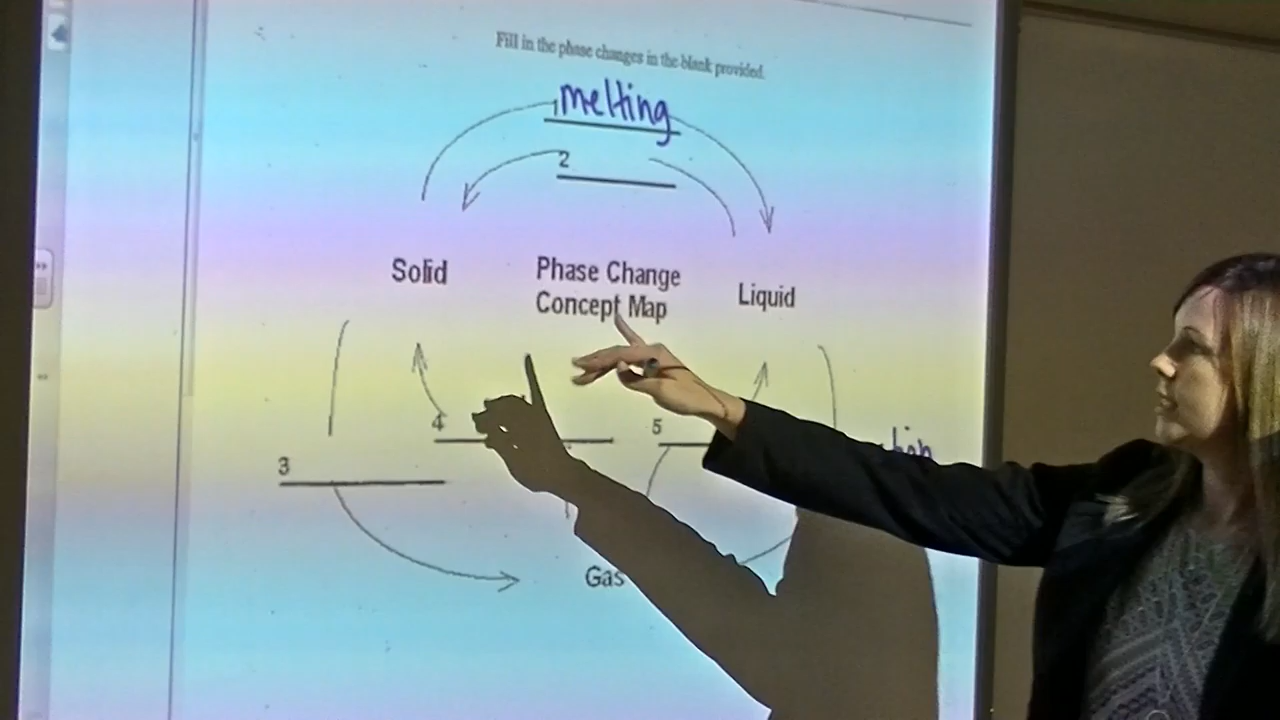 Fill in the phase changes in the blank provided.
1 melting
2
Solid
Phase Change
Concept Map
Liquid
4
5
3
Gas